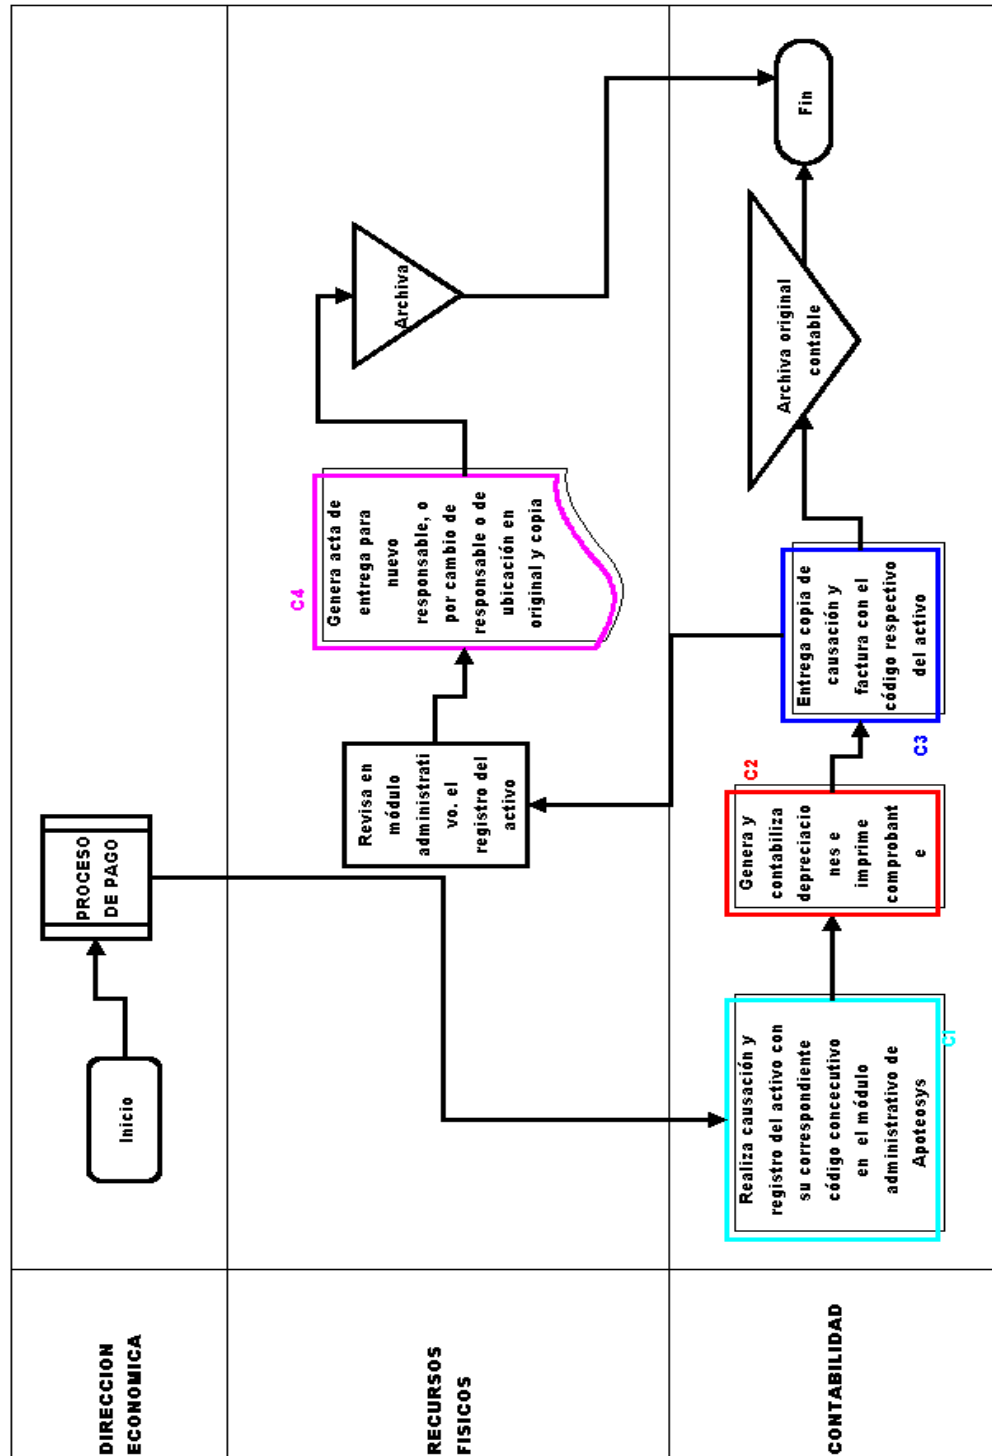 DIRECCION
ECONOMICA
Inicio
PROCESO
DE PAGO
RECURSOS
FISICOS
Revisa en
módulo
administrati
vo. el
registro del
activo
C4
Genera acta de
entrega para
nuevo
responsable, o
por cambio de
responsable o de
ubicación en
original y copia
Archiva
CONTABILIDAD
Realiza causación y
registro del activo con
su correspondiente
código concecutivo
en el módulo
administrativo de
Apoteosys
C1
C2
Genera y
contabiliza
depreciacio
nes e
imprime
comprobant
e
C3
Entrega copia de
causación y
factura con el
código respectivo
del activo
Archiva original
contable
Fin